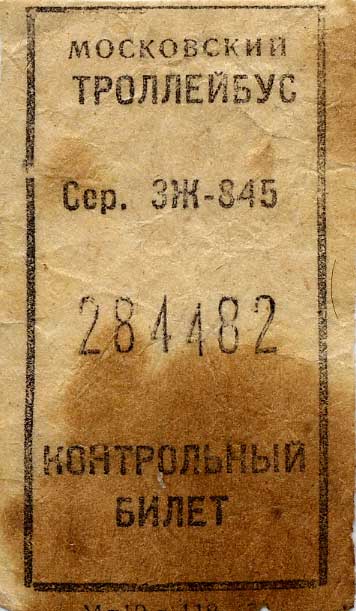 МОСКОВСКИЙ
ТРОЛЛЕЙБУС
Сер. ЗЖ-845
284482
КОНТРОЛЬНЫЙ
БИЛЕТ